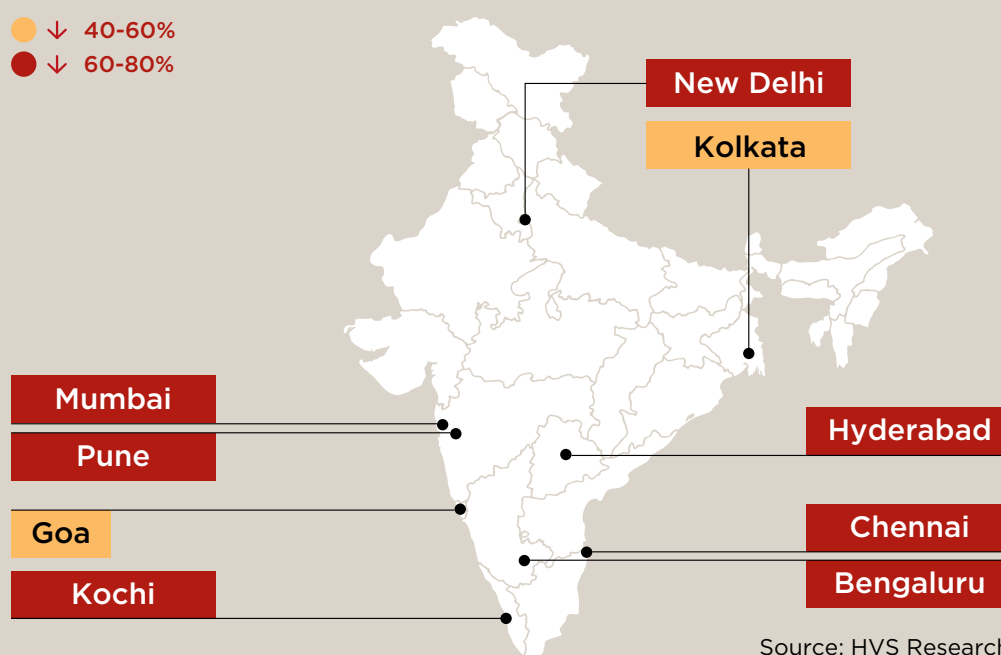 ↓ 40-60%
↓ 60-80%
New Delhi
Kolkata
Mumbai
Pune
Goa
Kochi
Hyderabad
Chennai
Bengaluru
Source: HVS Research